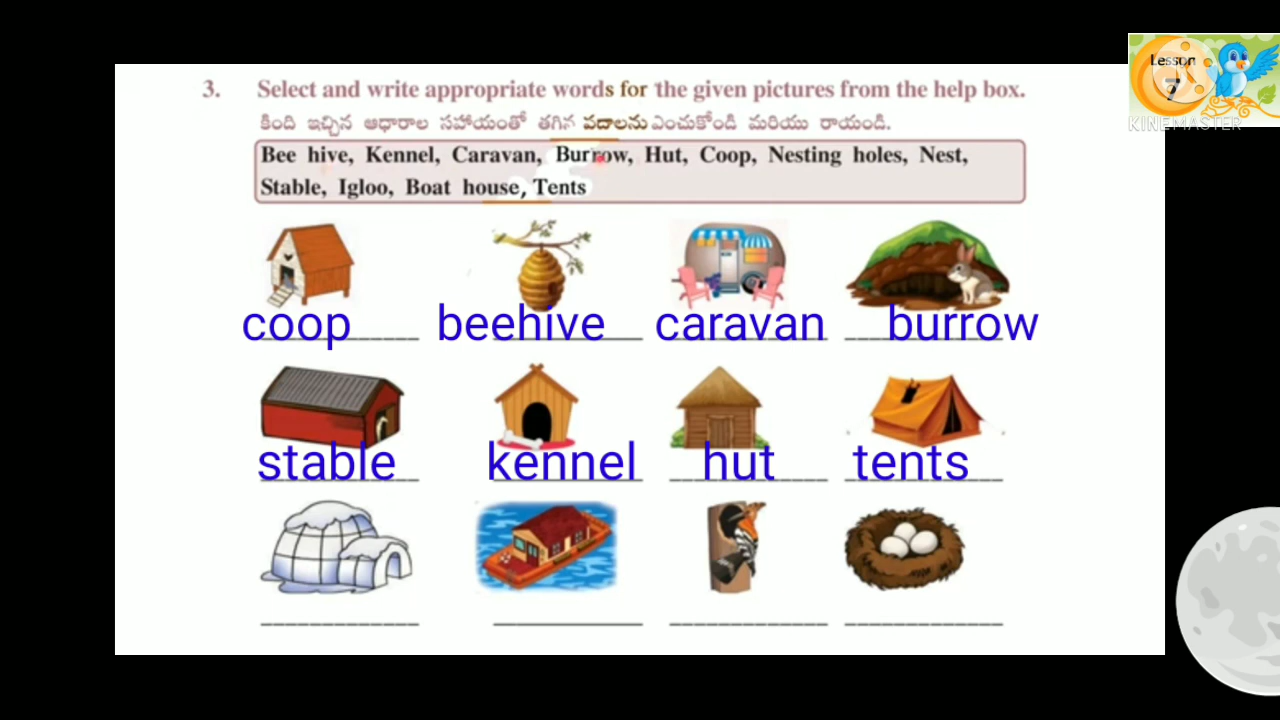 Lesson
7
KINEMASTER
3. Select and write appropriate words for the given pictures from the help box.
కింది ఇచ్చిన ఆధారాల సహాయంతో తగిన పదాలను ఎంచుకోండి మరియు రాయండి.
Bee hive, Kennel, Caravan, Burrow, Hut, Coop, Nesting holes, Nest,
Stable, Igloo, Boat house, Tents
coop beehive caravan burrow
stable kennel hut tents